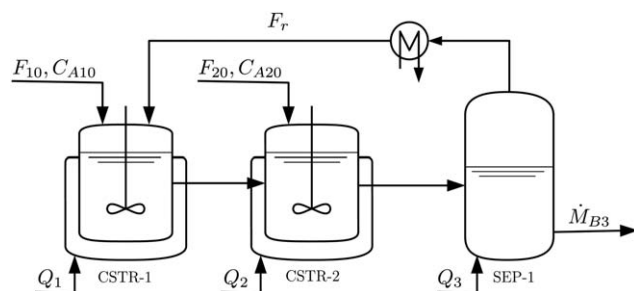 F_r
F_{10}, C_{A10}
F_{20}, C_{A20}
\dot{M}_{B3}
Q_1
CSTR-1
Q_2
CSTR-2
Q_3
SEP-1